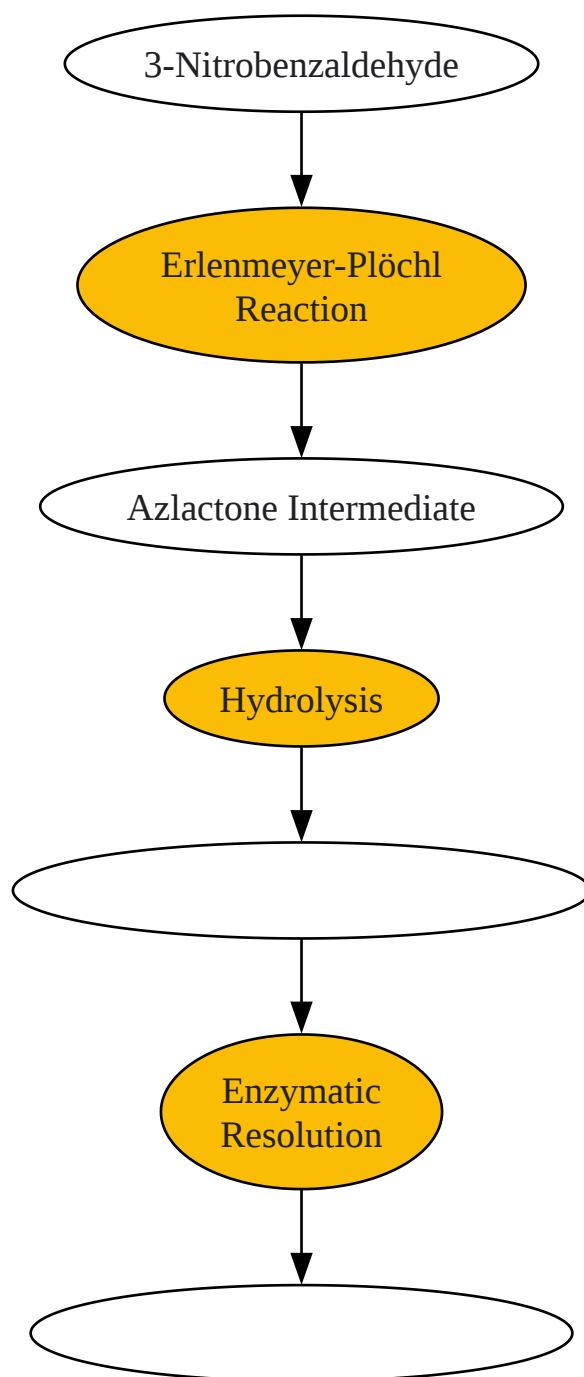 3-Nitrobenzaldehyde
Erlenmeyer-Plöchl
Reaction
Azlactone Intermediate
Hydrolysis
Enzymatic
Resolution